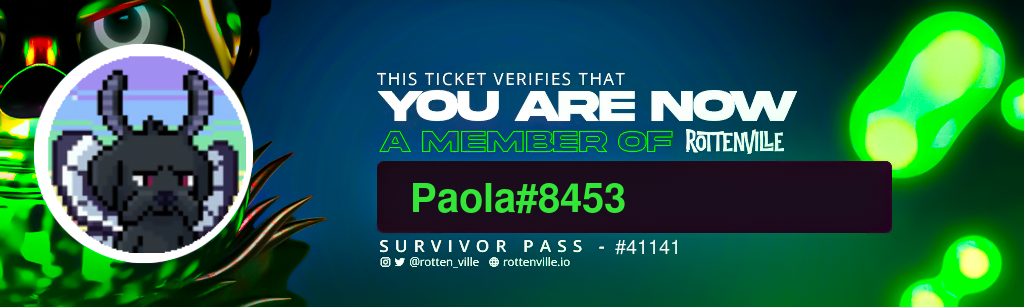 THIS TICKET VERIFIES THAT
YOU ARE NOW
A MEMBER OF ROTTENVILLE
Paola#8453
SURVIVOR PASS - #41141
@rotten_ville rottenville.io